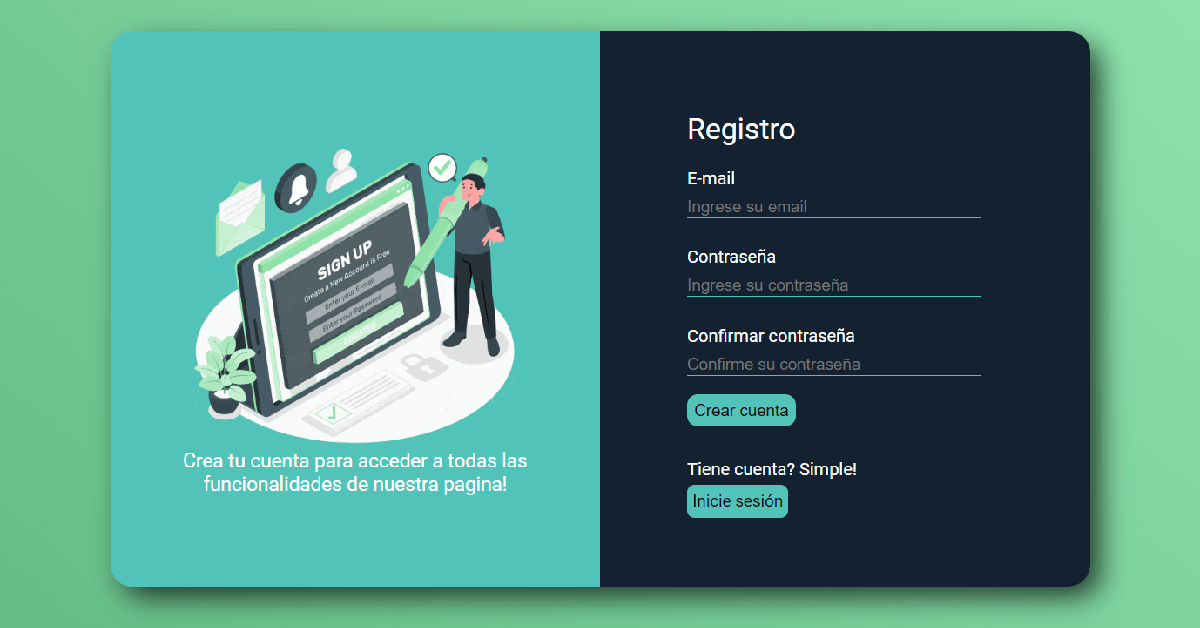 SIGN UP
Create a New Account is Free
Enter your E-mail
Enter your Password
Crea tu cuenta para acceder a todas las
funcionalidades de nuestra pagina!
Registro
E-mail
Ingrese su email
Contraseña
Ingrese su contraseña
Confirmar contraseña
Confirme su contraseña
Crear cuenta
Tiene cuenta? Simple!
Inicie sesión